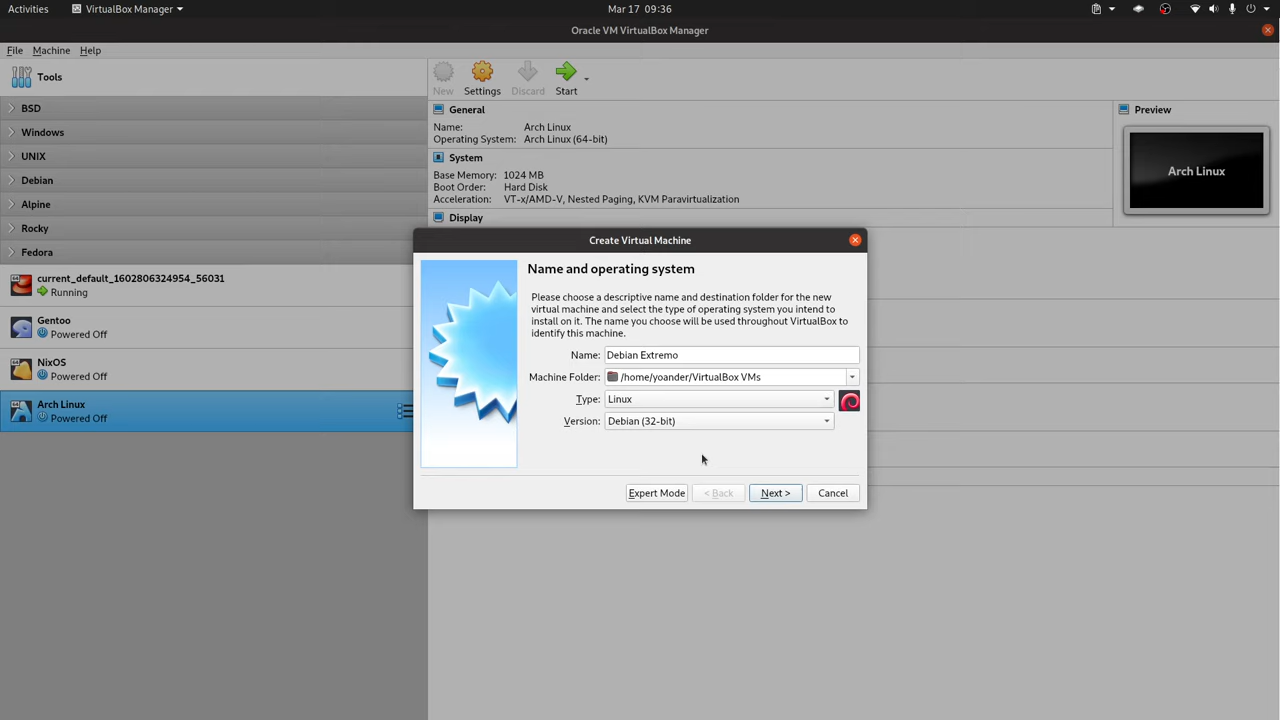 Activities
VirtualBox Manager
Mar 17 09:36
Oracle VM VirtualBox Manager
File Machine Help
Tools
New Settings Discard Start
BSD
Windows
UNIX
Debian
Alpine
Rocky
Fedora
current_default_1602806324954_56031
Running
Gentoo
Powered Off
NixOS
Powered Off
Arch Linux
Powered Off
General
Name: Arch Linux
Operating System: Arch Linux (64-bit)
System
Base Memory: 1024 MB
Boot Order: Hard Disk
Acceleration: VT-x/AMD-V, Nested Paging, KVM Paravirtualization
Display
Preview
Arch Linux
Create Virtual Machine
Name and operating system
Please choose a descriptive name and destination folder for the new
virtual machine and select the type of operating system you intend to
install on it. The name you choose will be used throughout VirtualBox to
identify this machine.
Name: Debian Extremo
Machine Folder: /home/yoander/VirtualBox VMs
Type: Linux
Version: Debian (32-bit)
Expert Mode < Back Next > Cancel